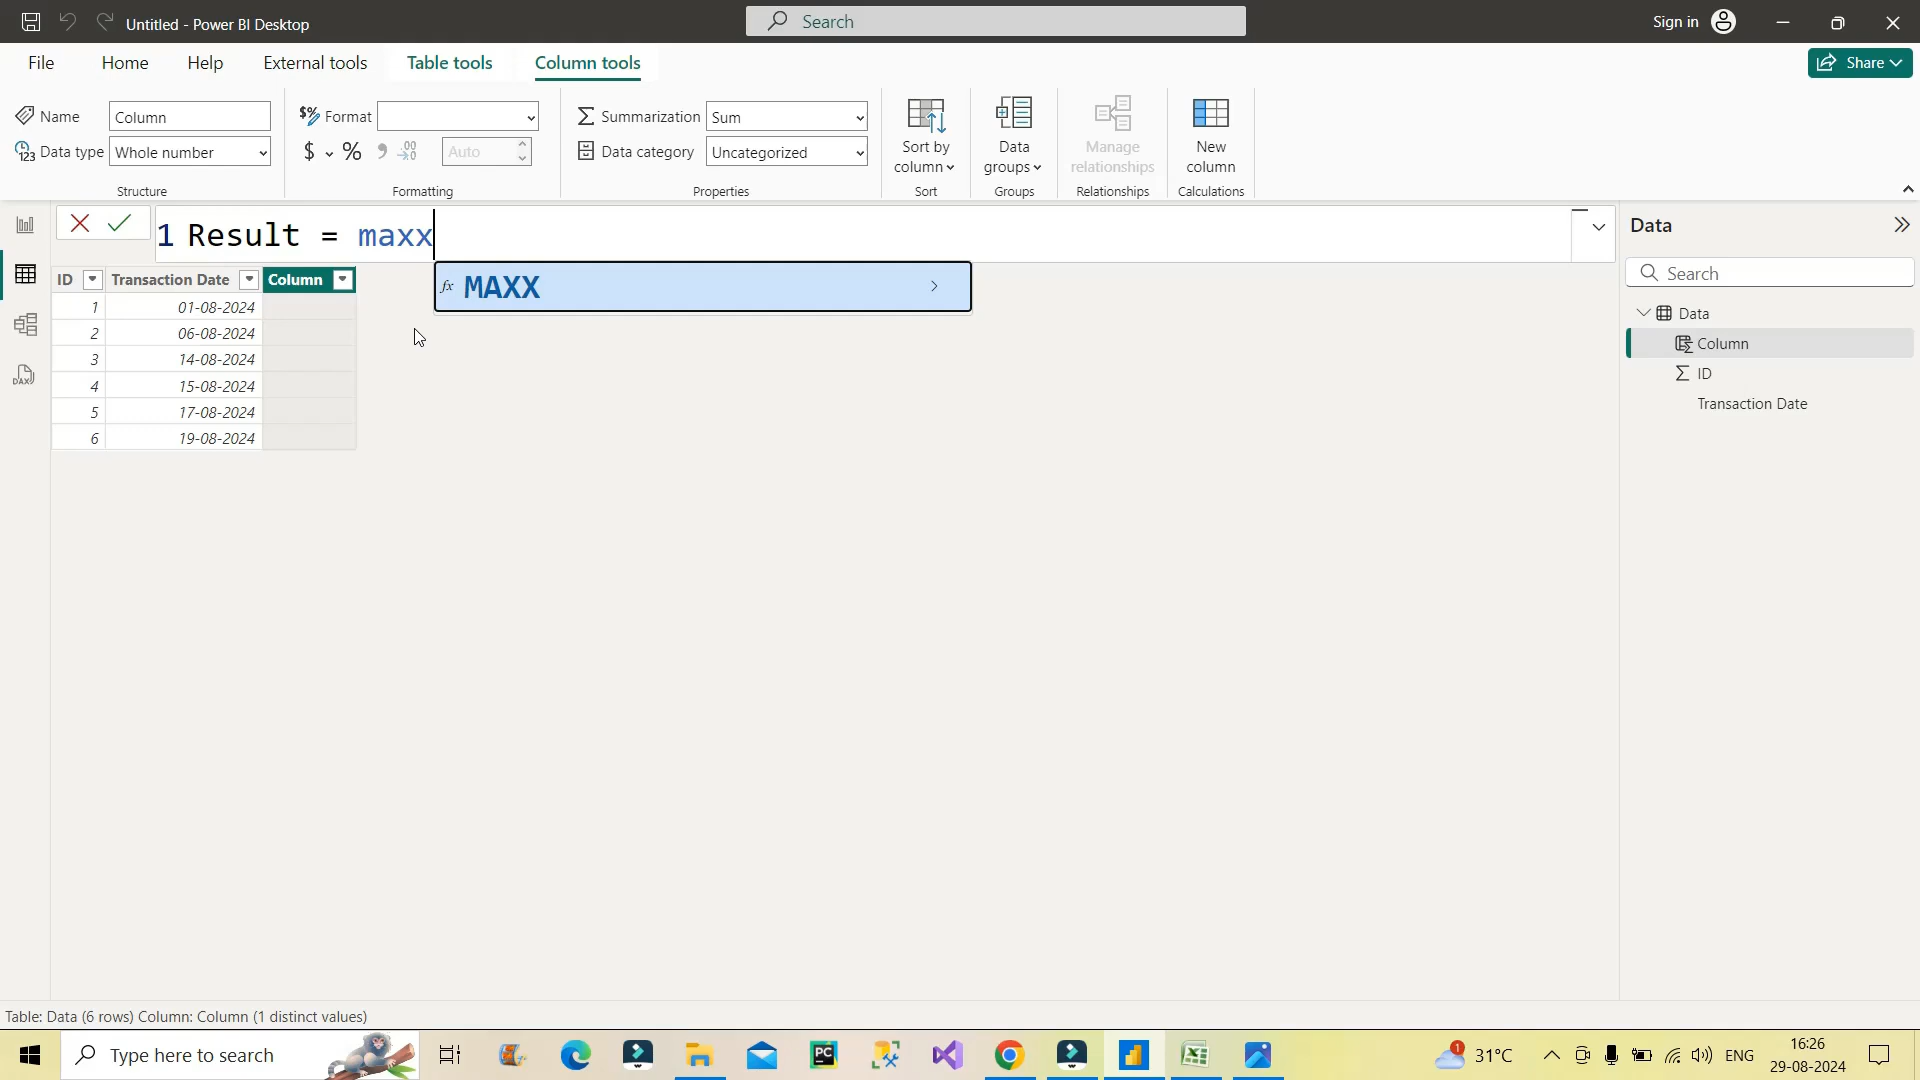 Untitled - Power BI Desktop
Search
Sign in
File
Home
Help
External tools
Table tools
Column tools
Share
Name
Column
Format
Summarization
Sum
Data type
Whole number
$
%
Auto
Data category
Uncategorized
Sort by
column
Data
groups
Manage
relationships
New
column
Structure
Formatting
Properties
Sort
Groups
Relationships
Calculations
1 Result = maxx
fx MAXX
ID
Transaction Date
Column
1 01-08-2024
2 06-08-2024
3 14-08-2024
4 15-08-2024
5 17-08-2024
6 19-08-2024
DAX
Data
Search
Data
Column
ID
Transaction Date
Table: Data (6 rows) Column: Column (1 distinct values)
Type here to search
PC
1
31°C
ENG
16:26
29-08-2024